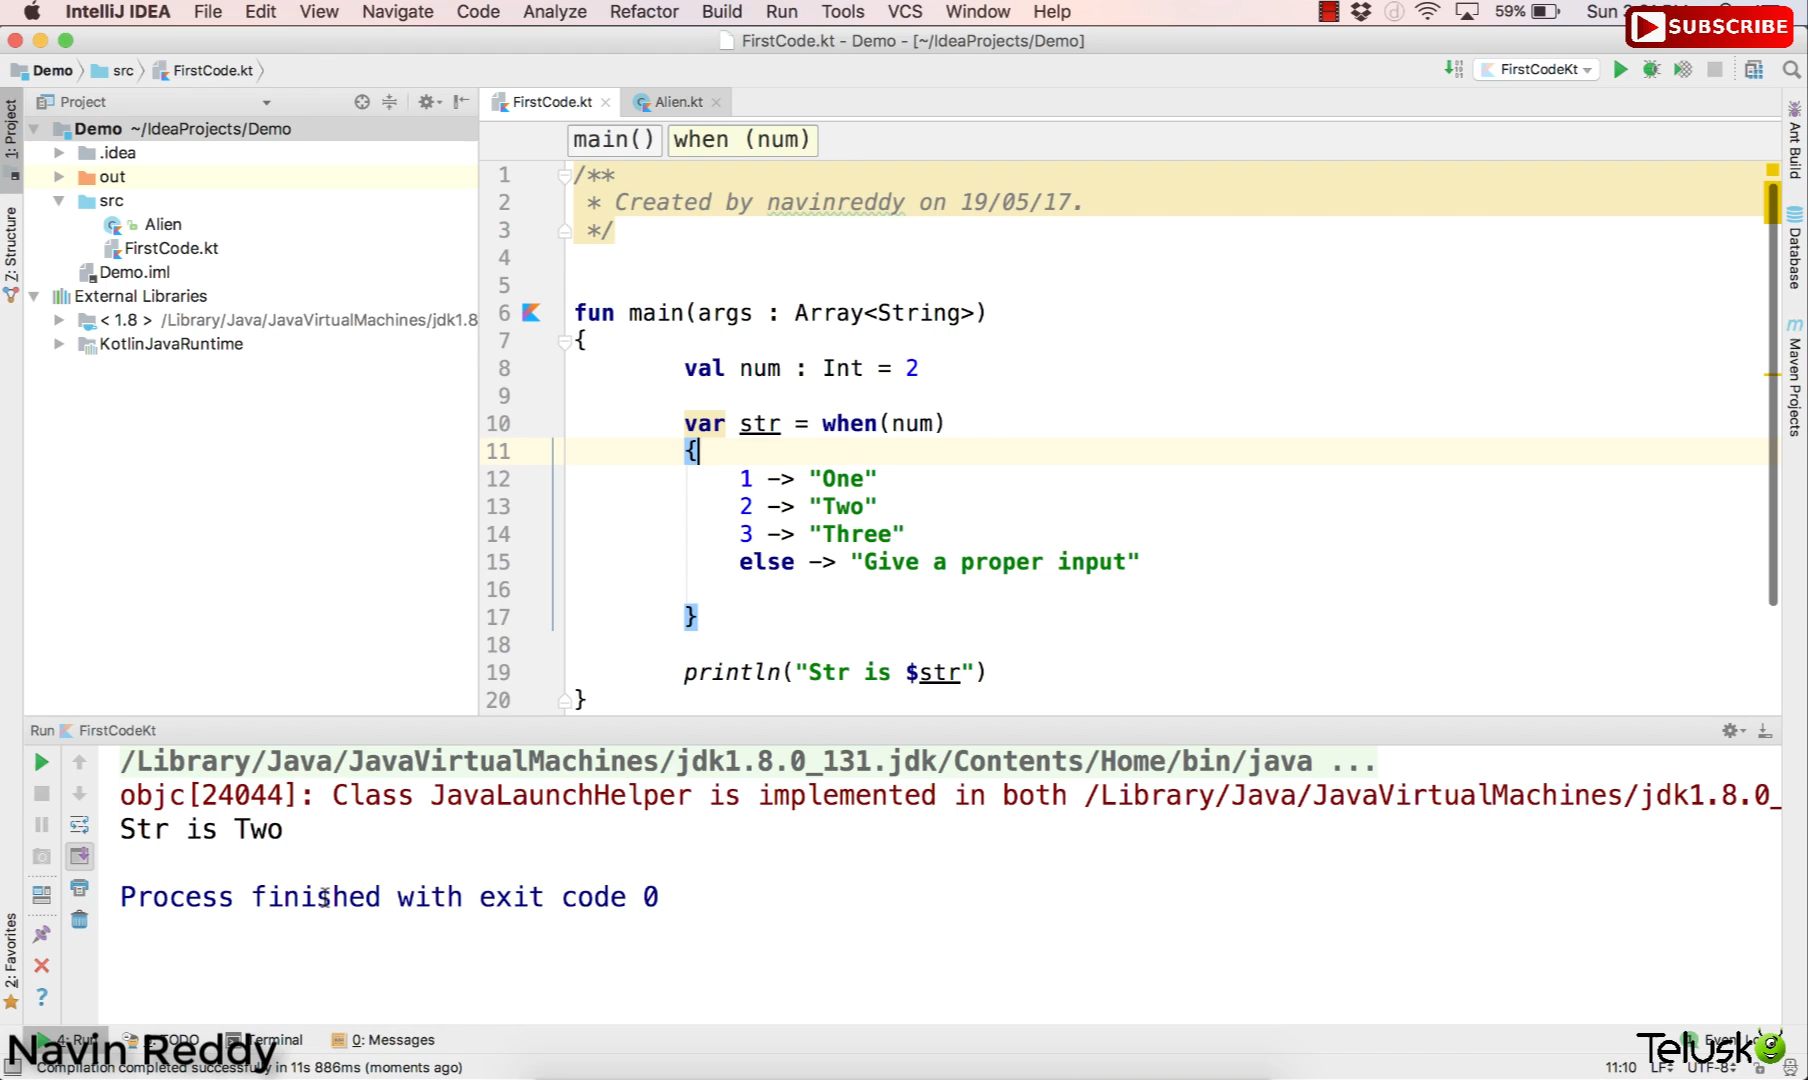 IntelliJ IDEA File Edit View Navigate Code Analyze Refactor Build Run Tools VCS Window Help 59% Sun
SUBSCRIBE
FirstCode.kt - Demo - [~/IdeaProjects/Demo]
Demo src FirstCode.kt FirstCodeKt
Project
FirstCode.kt Alien.kt
1: Project
Z: Structure
2: Favorites
Ant Build
Database
Maven Projects
Demo ~/IdeaProjects/Demo
.idea
out
src
Alien
FirstCode.kt
Demo.iml
External Libraries
< 1.8 > /Library/Java/JavaVirtualMachines/jdk1.8
KotlinJavaRuntime
main() when (num)
1 /**
2 * Created by navinreddy on 19/05/17.
3 */
4
5
6 fun main(args : Array<String>)
7 {
8 val num : Int = 2
9
10 var str = when(num)
11 {
12 1 -> "One"
13 2 -> "Two"
14 3 -> "Three"
15 else -> "Give a proper input"
16
17 }
18
19 println("Str is $str")
20 }
Run FirstCodeKt
/Library/Java/JavaVirtualMachines/jdk1.8.0_131.jdk/Contents/Home/bin/java ...
objc[24044]: Class JavaLaunchHelper is implemented in both /Library/Java/JavaVirtualMachines/jdk1.8.0_
Str is Two
Process finished with exit code 0
4: Run TODO Terminal 0: Messages
Navin Reddy
Telusko
Compilation completed successfully in 11s 886ms (moments ago) 11:10 LF UTF-8